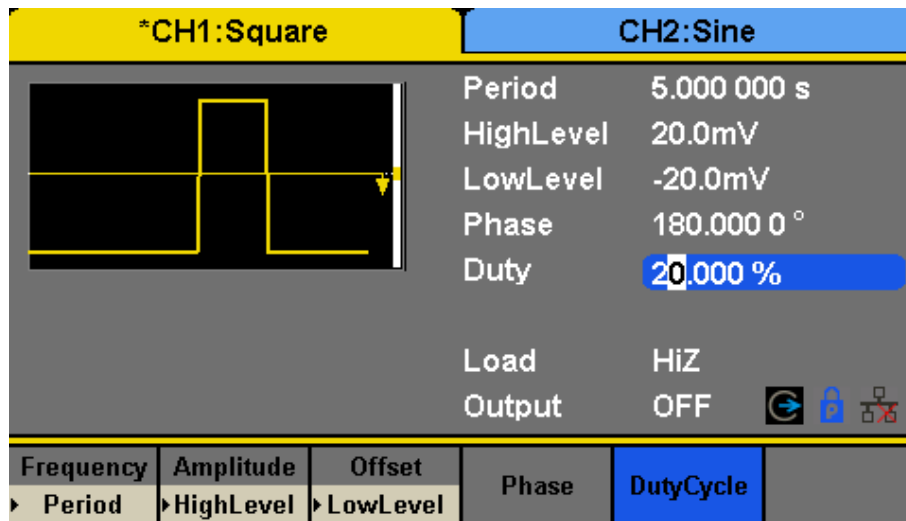 *CH1:Square CH2:Sine
Period 5.000 000 s
HighLevel 20.0mV
LowLevel -20.0mV
Phase 180.000 0 °
Duty 20.000 %
Load HiZ
Output OFF P
Frequency Amplitude Offset Phase DutyCycle
Period HighLevel LowLevel